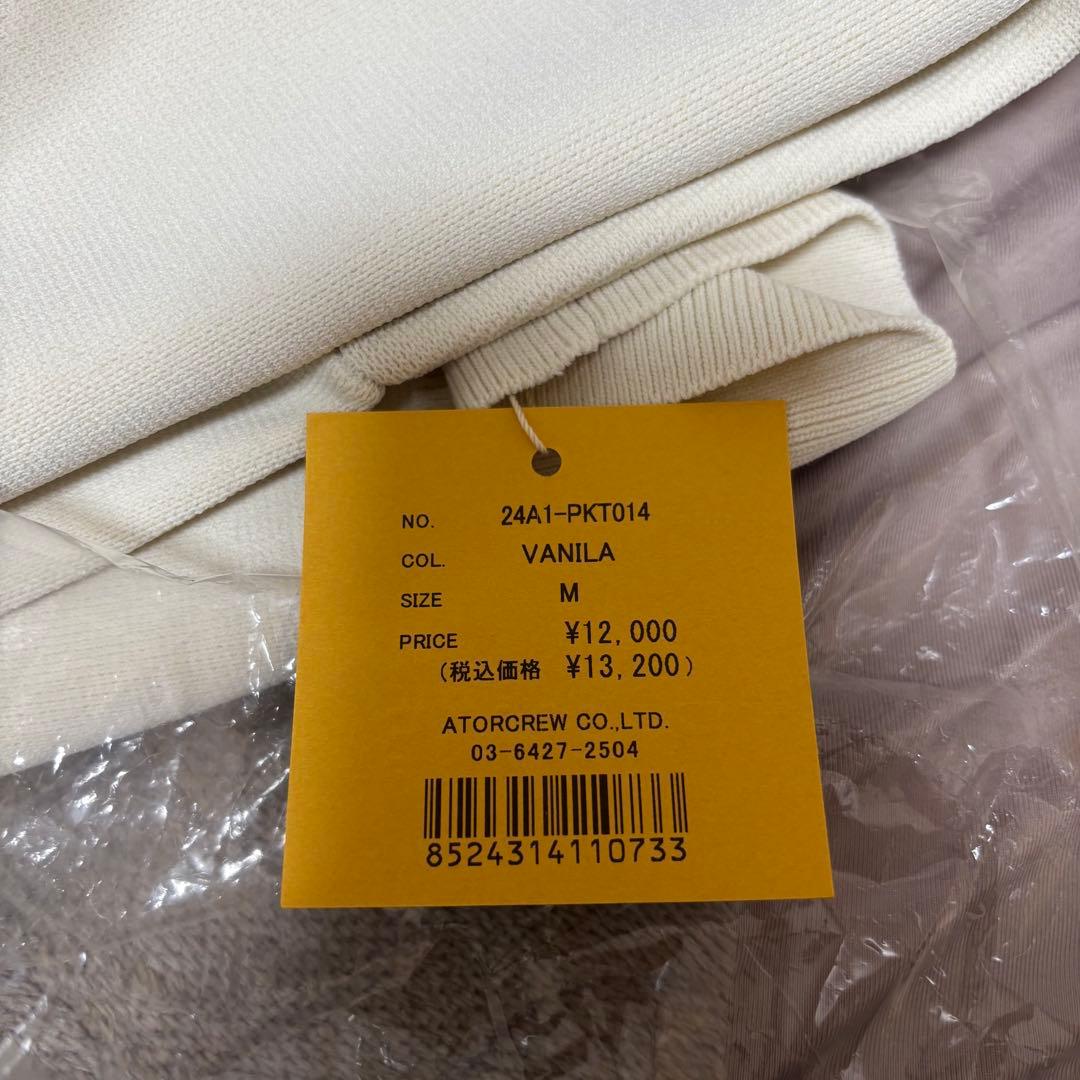 NO. 24A1-PKT014
COL. VANILA
SIZE M
PRICE ¥12,000
(税込価格 ¥13,200)
ATORCREW CO.,LTD.
03-6427-2504
8524314110733